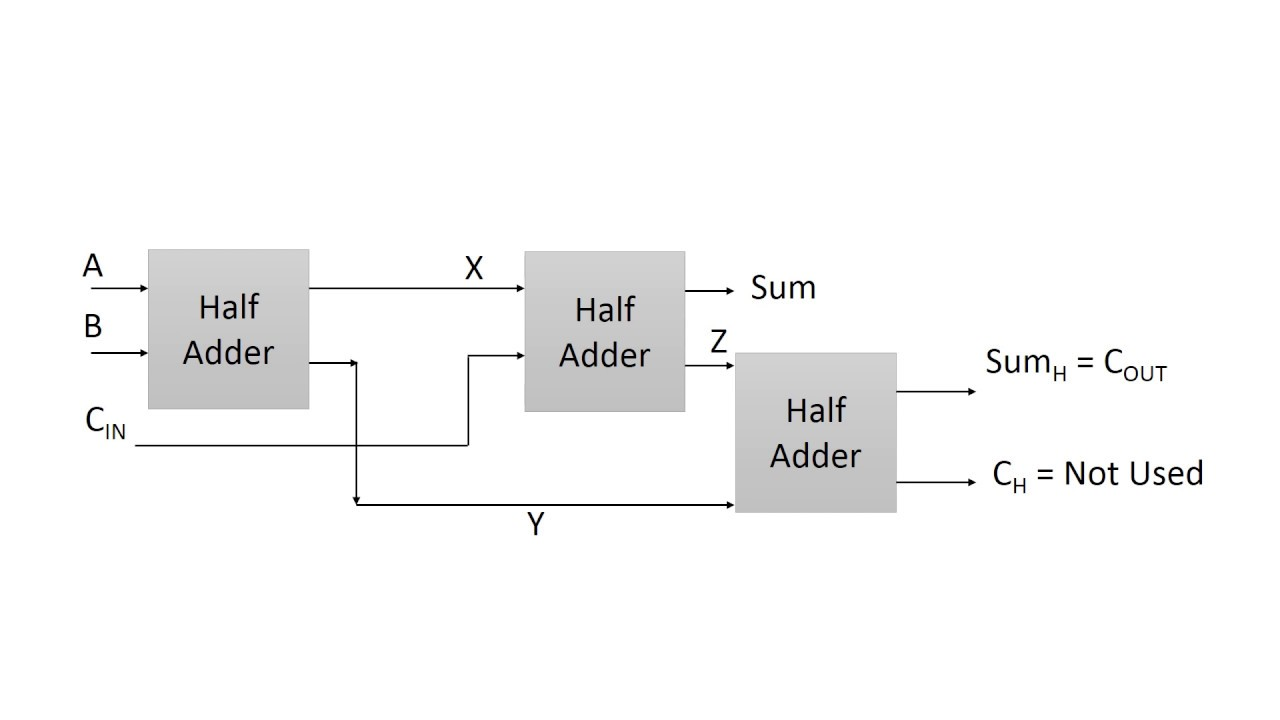 A
B
C_IN
Half
Adder
X
Half
Adder
Sum
Z
Y
Half
Adder
Sum_H = C_OUT
C_H = Not Used